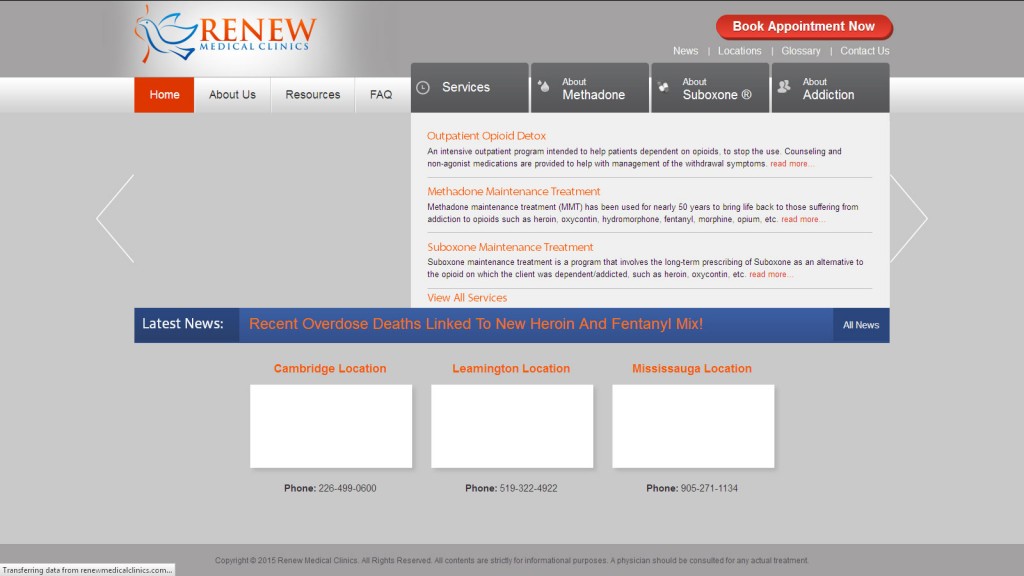 RENEW
MEDICAL CLINICS
Book Appointment Now
News | Locations | Glossary | Contact Us
Home
About Us
Resources
FAQ
Services
About
Methadone
About
Suboxone ®
About
Addiction
Outpatient Opioid Detox
An intensive outpatient program intended to help patients dependent on opioids, to stop the use. Counseling and
non-agonist medications are provided to help with management of the withdrawal symptoms. read more...
Methadone Maintenance Treatment
Methadone maintenance treatment (MMT) has been used for nearly 50 years to bring life back to those suffering from
addiction to opioids such as heroin, oxycontin, hydromorphone, fentanyl, morphine, opium, etc. read more...
Suboxone Maintenance Treatment
Suboxone maintenance treatment is a program that involves the long-term prescribing of Suboxone as an alternative to
the opioid on which the client was dependent/addicted, such as heroin, oxycontin, etc. read more...
View All Services
Latest News:
Recent Overdose Deaths Linked To New Heroin And Fentanyl Mix!
All News
Cambridge Location
Leamington Location
Mississauga Location
Phone: 226-499-0600
Phone: 519-322-4922
Phone: 905-271-1134
Copyright © 2015 Renew Medical Clinics. All Rights Reserved. All contents are strictly for informational purposes. A physician should be consulted for any actual treatment.
Transferring data from renewmedicalclinics.com...